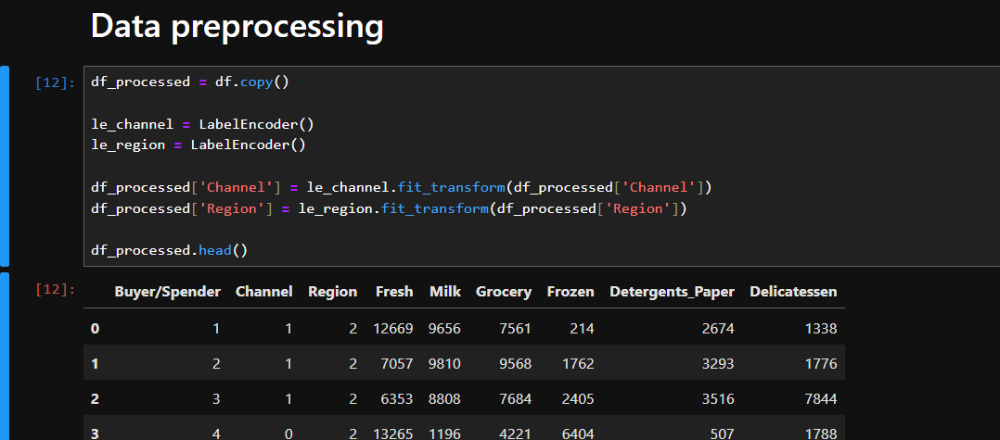 Data preprocessing
[12]: df_processed = df.copy()
le_channel = LabelEncoder()
le_region = LabelEncoder()
df_processed['Channel'] = le_channel.fit_transform(df_processed['Channel'])
df_processed['Region'] = le_region.fit_transform(df_processed['Region'])
df_processed.head()
[12]: Buyer/Spender Channel Region Fresh Milk Grocery Frozen Detergents_Paper Delicatessen
0 1 1 2 12669 9656 7561 214 2674 1338
1 2 1 2 7057 9810 9568 1762 3293 1776
2 3 1 2 6353 8808 7684 2405 3516 7844
3 4 0 2 13265 1196 4221 6404 507 1788